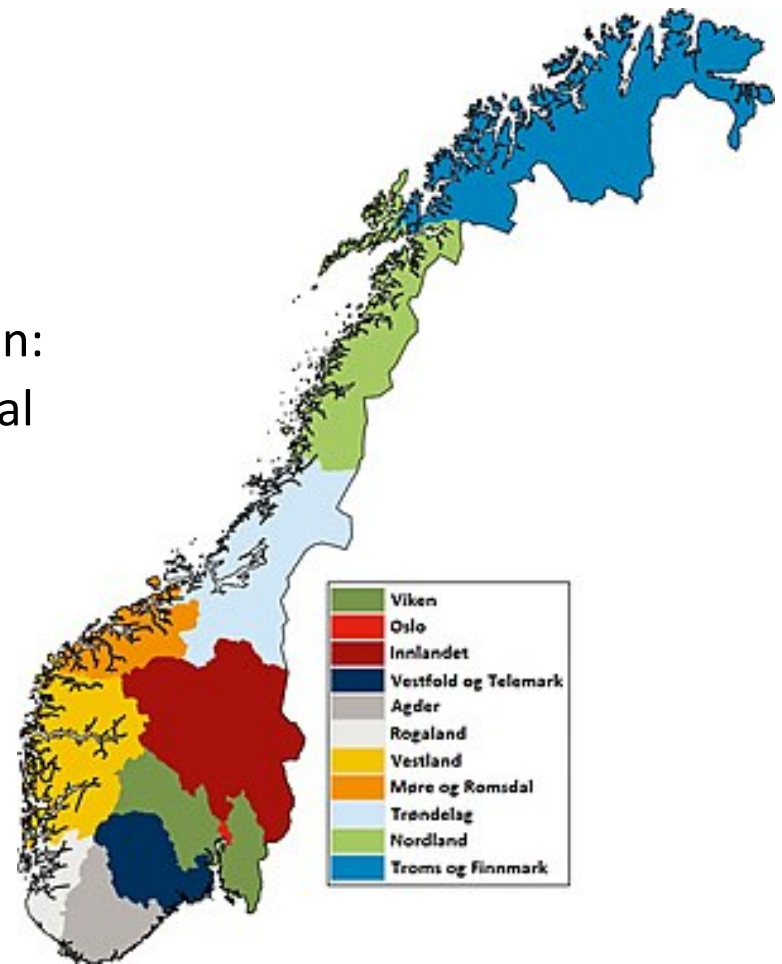 n:
al
Viken
Oslo
Innlandet
Vestfold og Telemark
Agder
Rogaland
Vestland
Møre og Romsdal
Trøndelag
Nordland
Troms og Finnmark